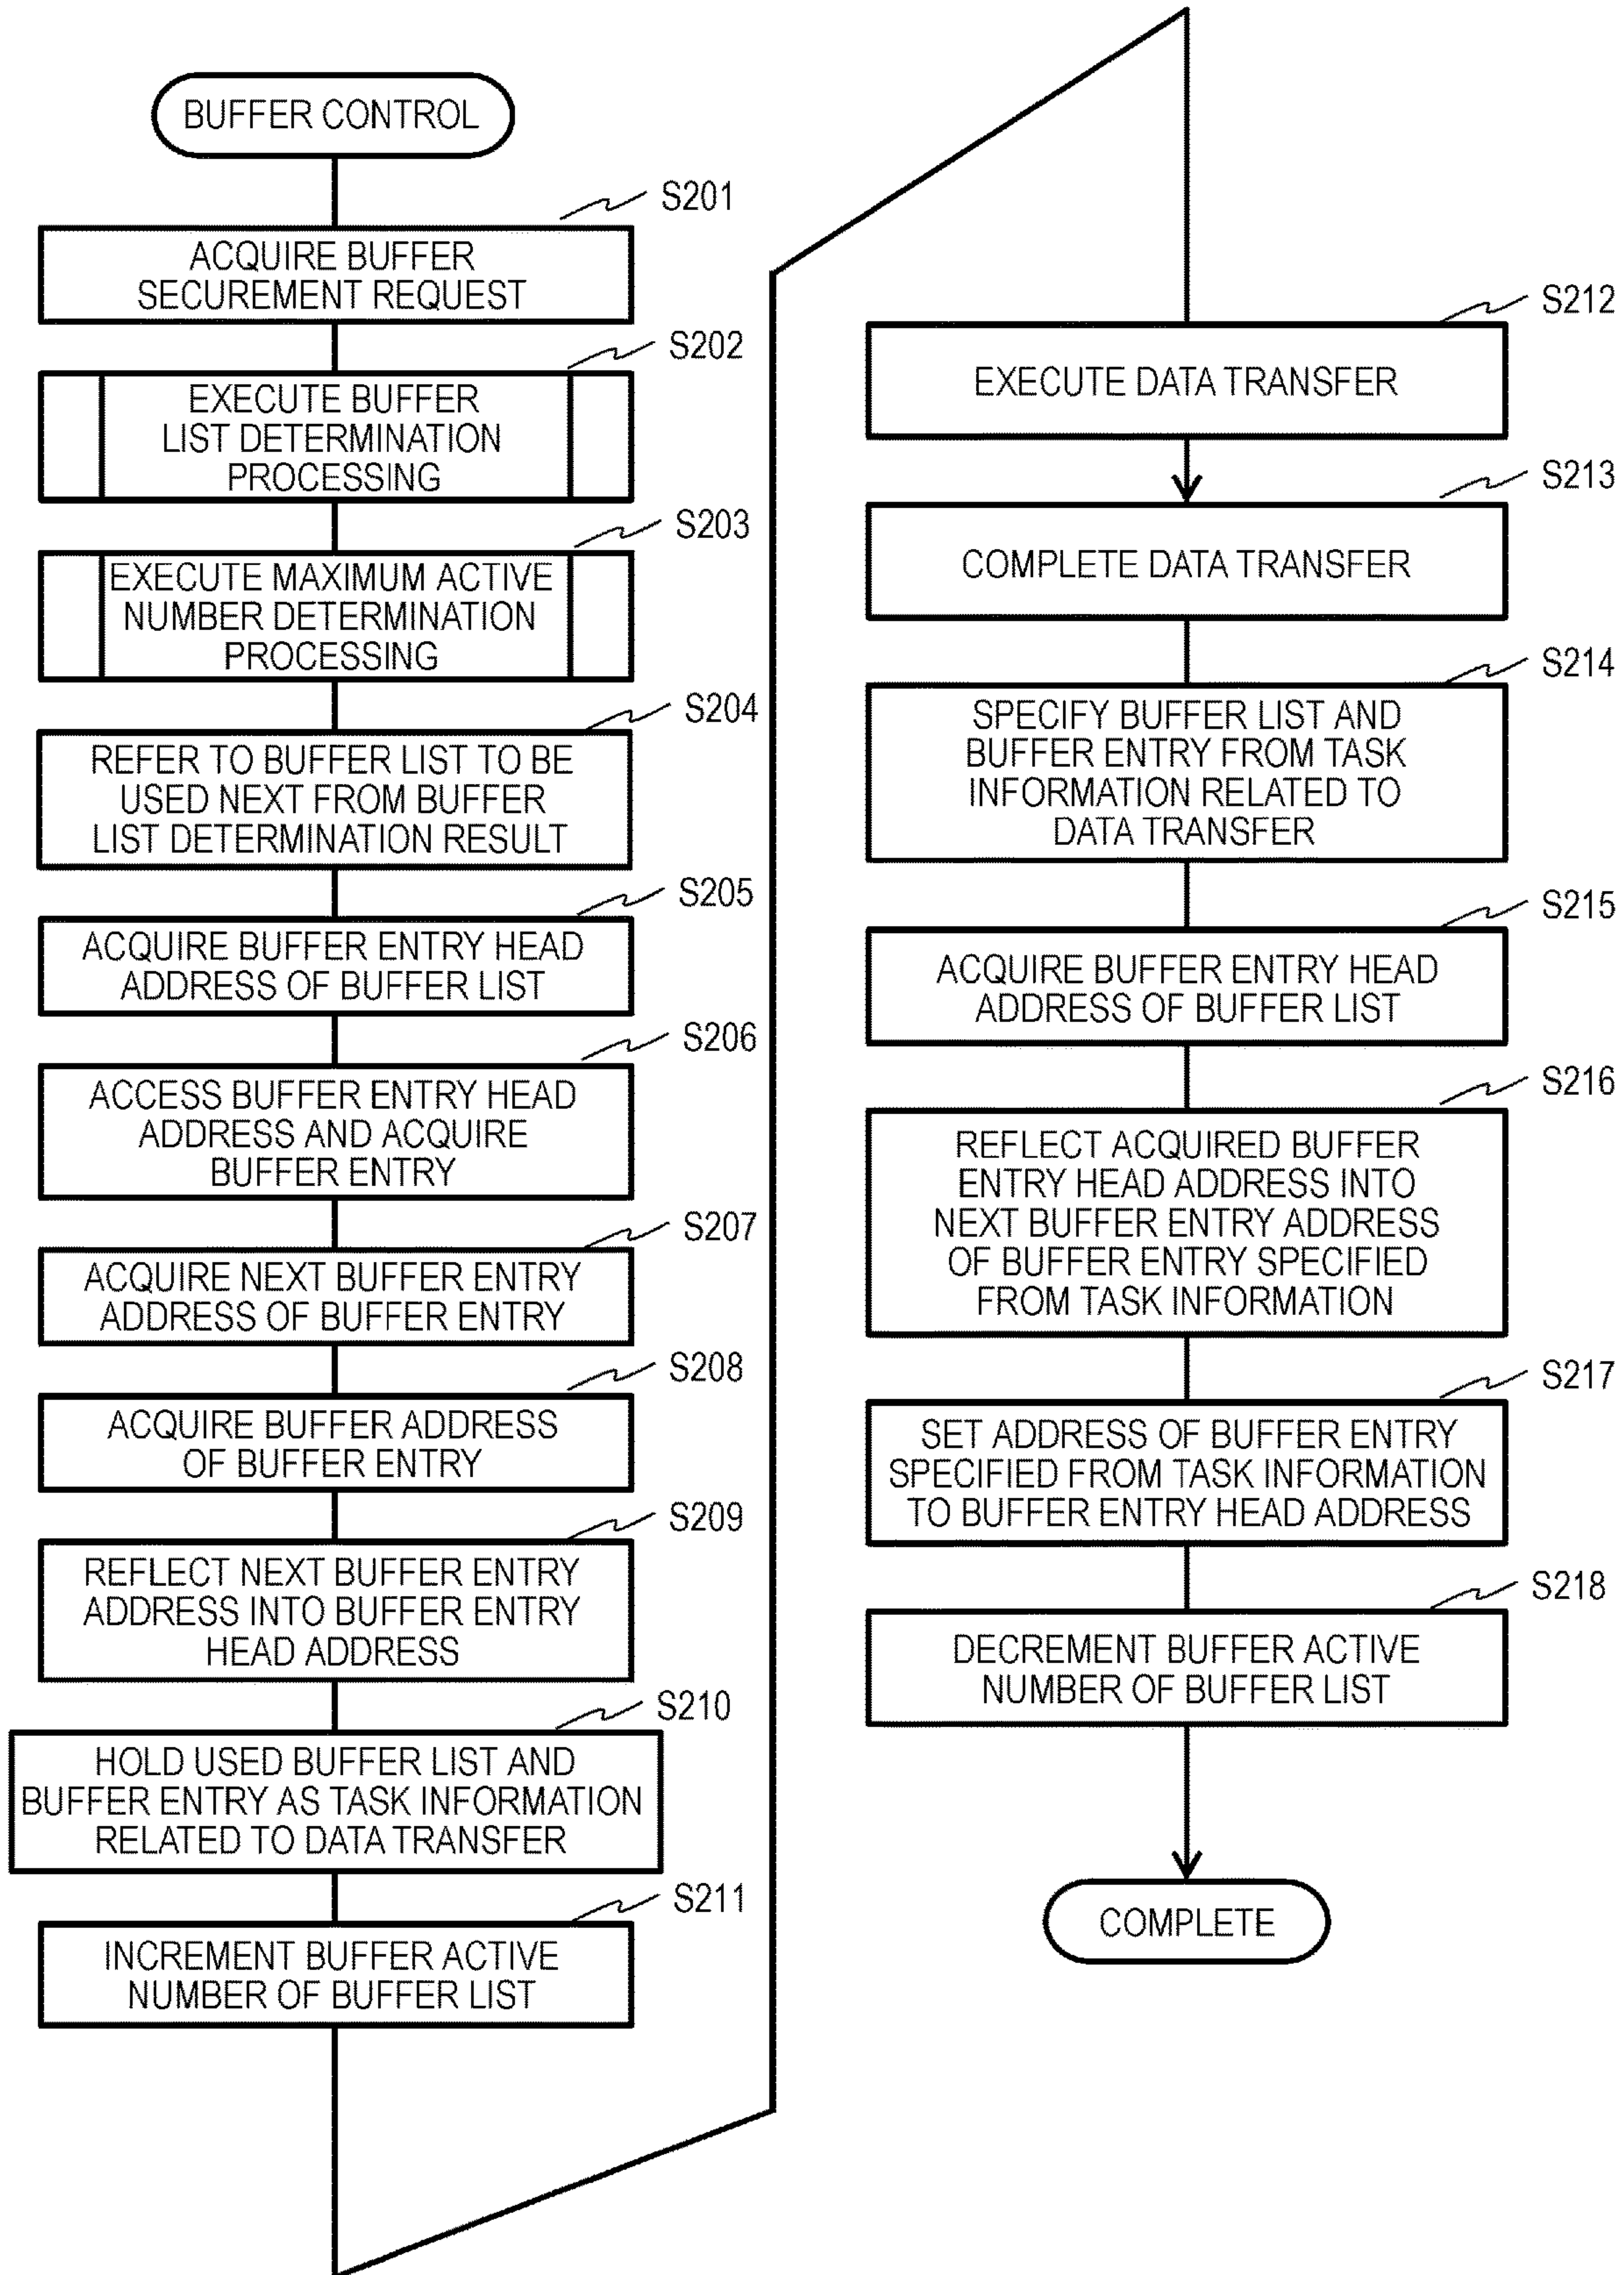 BUFFER CONTROL
S201
ACQUIRE BUFFER
SECUREMENT REQUEST
S202
EXECUTE BUFFER
LIST DETERMINATION
PROCESSING
S203
EXECUTE MAXIMUM ACTIVE
NUMBER DETERMINATION
PROCESSING
S204
REFER TO BUFFER LIST TO BE
USED NEXT FROM BUFFER
LIST DETERMINATION RESULT
S205
ACQUIRE BUFFER ENTRY HEAD
ADDRESS OF BUFFER LIST
S206
ACCESS BUFFER ENTRY HEAD
ADDRESS AND ACQUIRE
BUFFER ENTRY
S207
ACQUIRE NEXT BUFFER ENTRY
ADDRESS OF BUFFER ENTRY
S208
ACQUIRE BUFFER ADDRESS
OF BUFFER ENTRY
S209
REFLECT NEXT BUFFER ENTRY
ADDRESS INTO BUFFER ENTRY
HEAD ADDRESS
S210
HOLD USED BUFFER LIST AND
BUFFER ENTRY AS TASK INFORMATION
RELATED TO DATA TRANSFER
S211
INCREMENT BUFFER ACTIVE
NUMBER OF BUFFER LIST
S212
EXECUTE DATA TRANSFER
S213
COMPLETE DATA TRANSFER
S214
SPECIFY BUFFER LIST AND
BUFFER ENTRY FROM TASK
INFORMATION RELATED TO
DATA TRANSFER
S215
ACQUIRE BUFFER ENTRY HEAD
ADDRESS OF BUFFER LIST
S216
REFLECT ACQUIRED BUFFER
ENTRY HEAD ADDRESS INTO
NEXT BUFFER ENTRY ADDRESS
OF BUFFER ENTRY SPECIFIED
FROM TASK INFORMATION
S217
SET ADDRESS OF BUFFER ENTRY
SPECIFIED FROM TASK INFORMATION
TO BUFFER ENTRY HEAD ADDRESS
S218
DECREMENT BUFFER ACTIVE
NUMBER OF BUFFER LIST
COMPLETE